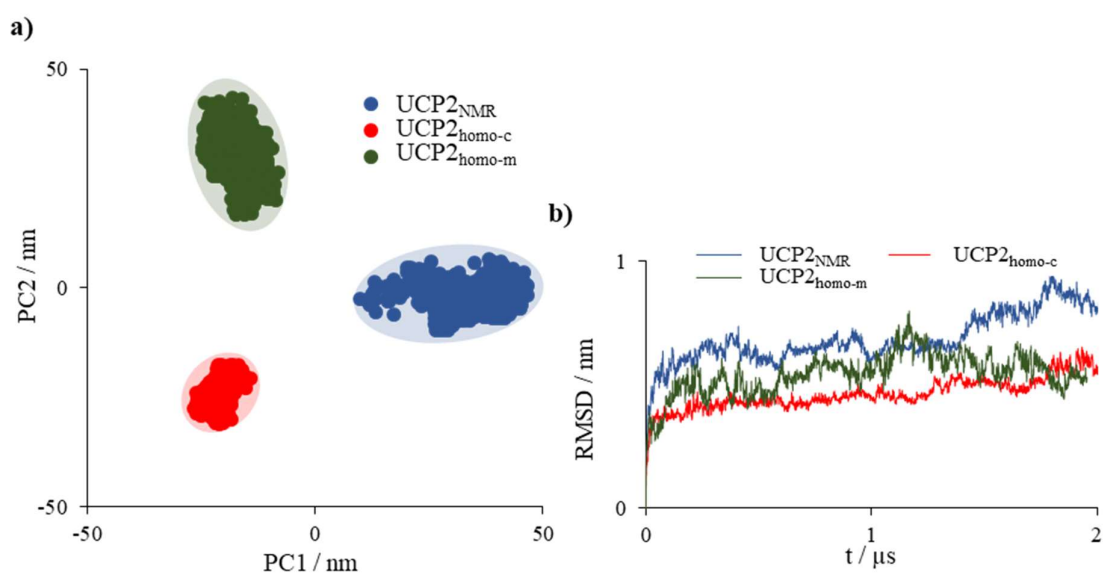 a)
50
UCP2NMR
UCP2homo-c
UCP2homo-m
PC2 / nm
0
-50
-50
0
50
PC1 / nm
b)
1
UCP2NMR
UCP2homo-c
UCP2homo-m
RMSD / nm
0
0
1
2
t / μs